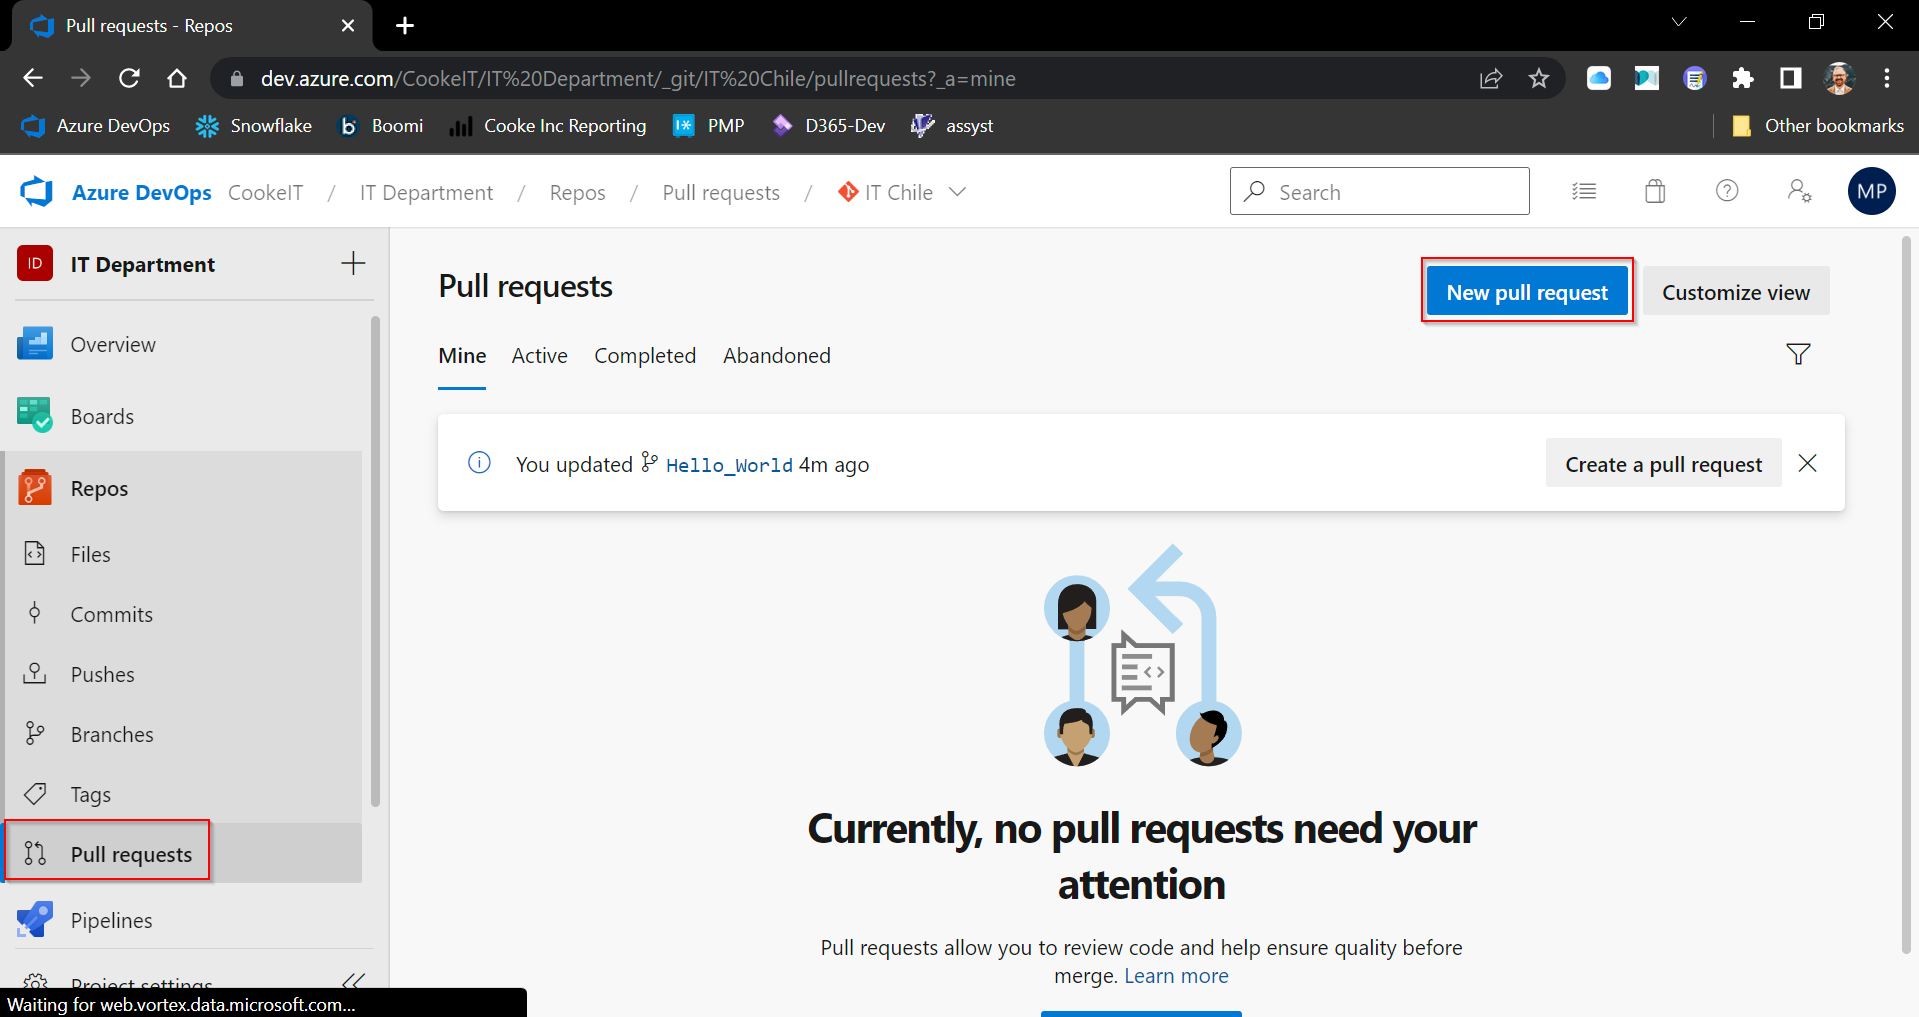 Pull requests - Repos
dev.azure.com/CookeIT/IT%20Department/_git/IT%20Chile/pullrequests?_a=mine
Azure DevOps Snowflake Boomi Cooke Inc Reporting PMP D365-Dev assyst Other bookmarks
Azure DevOps CookeIT / IT Department / Repos / Pull requests / IT Chile Search MP
ID IT Department
Overview
Boards
Repos
Files
Commits
Pushes
Branches
Tags
Pull requests
Pipelines
Project settings
Waiting for web.vortex.data.microsoft.com...
Pull requests
New pull request
Customize view
Mine Active Completed Abandoned
You updated Hello_World 4m ago
Create a pull request
Currently, no pull requests need your
attention
Pull requests allow you to review code and help ensure quality before
merge. Learn more